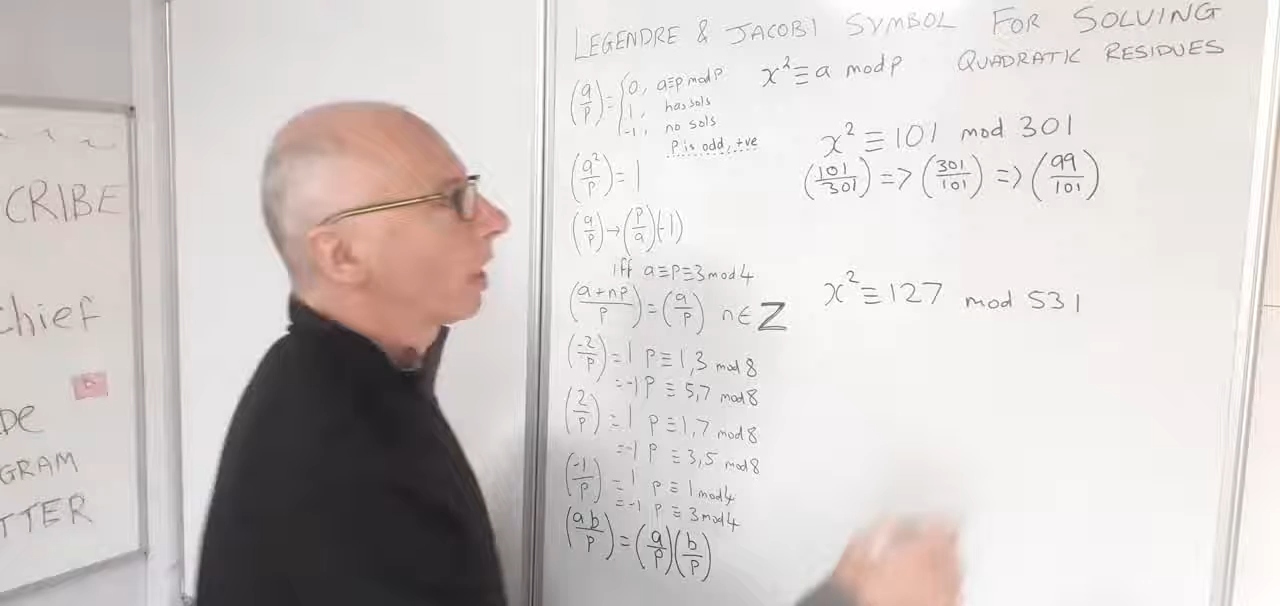 CRIBE
Chief
DE
GRAM
TTER
LEGENDRE & JACOBI SYMBOL FOR SOLVING
x² ≡ a mod p QUADRATIC RESIDUES
(a/p) = { 0, a≡p mod p
1, has sols
-1, no sols
P is odd, +ve
(a²/p) = 1
(a/p) → (p/a)(-1)
iff a≡p≡3 mod 4
(a+np/p) = (a/p) n∈ Z
(-2/p) = 1 p ≡ 1,3 mod 8
= -1 p ≡ 5,7 mod 8
(2/p) = 1 p ≡ 1,7 mod 8
= -1 p ≡ 3,5 mod 8
(-1/p) = 1 p ≡ 1 mod 4
= -1 p ≡ 3 mod 4
(ab/p) = (a/p)(b/p)
x² ≡ 101 mod 301
(101/301) => (301/101) => (99/101)
x² ≡ 127 mod 531